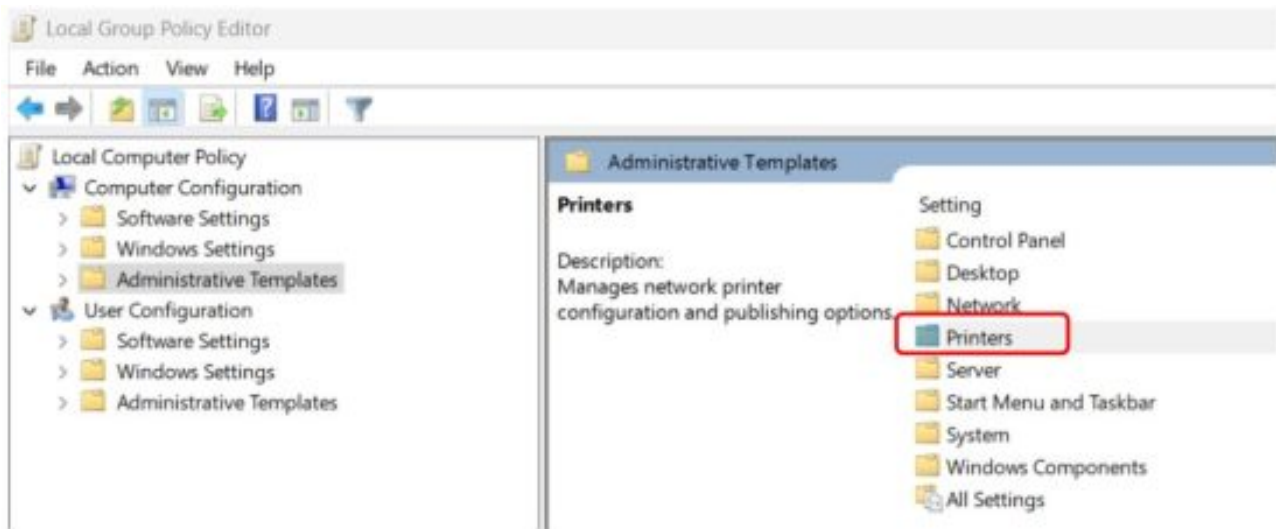 Local Group Policy Editor
File Action View Help
Local Computer Policy
Computer Configuration
Software Settings
Windows Settings
Administrative Templates
User Configuration
Software Settings
Windows Settings
Administrative Templates
Administrative Templates
Printers
Description:
Manages network printer
configuration and publishing options.
Setting
Control Panel
Desktop
Network
Printers
Server
Start Menu and Taskbar
System
Windows Components
All Settings